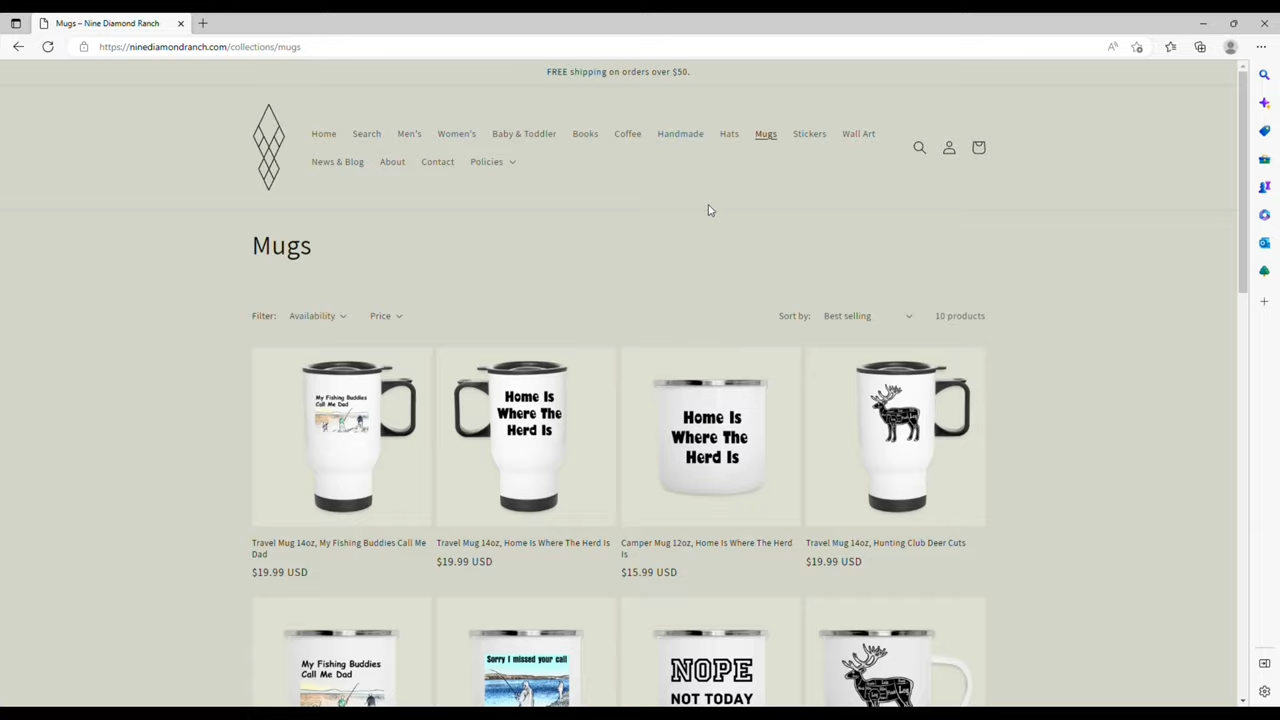 Mugs – Nine Diamond Ranch
https://ninediamondranch.com/collections/mugs
FREE shipping on orders over $50.
Home Search Men's Women's Baby & Toddler Books Coffee Handmade Hats Mugs Stickers Wall Art
News & Blog About Contact Policies
Mugs
Filter: Availability Price Sort by: Best selling 10 products
My Fishing Buddies
Call Me Dad
Home Is
Where The
Herd Is
Home Is
Where The
Herd Is
Travel Mug 14oz, My Fishing Buddies Call Me
Dad
$19.99 USD
Travel Mug 14oz, Home Is Where The Herd Is
$19.99 USD
Camper Mug 12oz, Home Is Where The Herd
Is
$15.99 USD
Travel Mug 14oz, Hunting Club Deer Cuts
$19.99 USD
My Fishing Buddies
Call Me Dad
Sorry I missed your call
NOPE
NOT TODAY